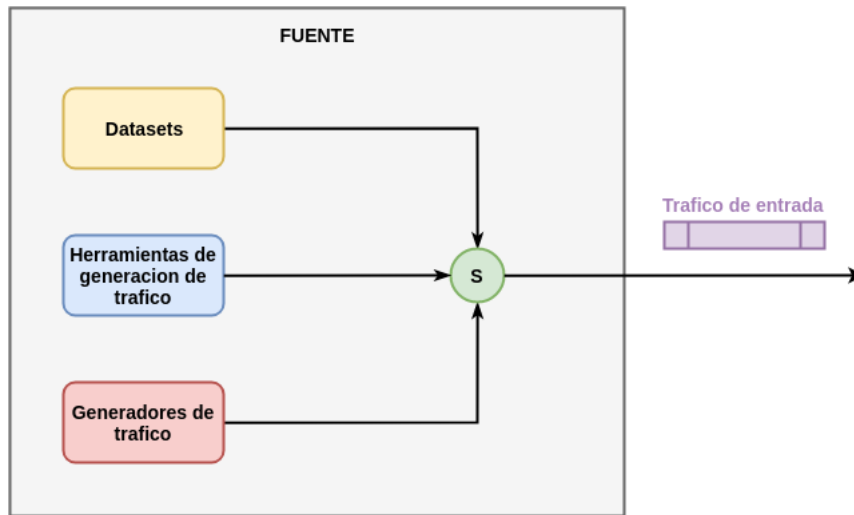 FUENTE
Datasets
Trafico de entrada
Herramientas de
generacion de
trafico
S
Generadores de
trafico